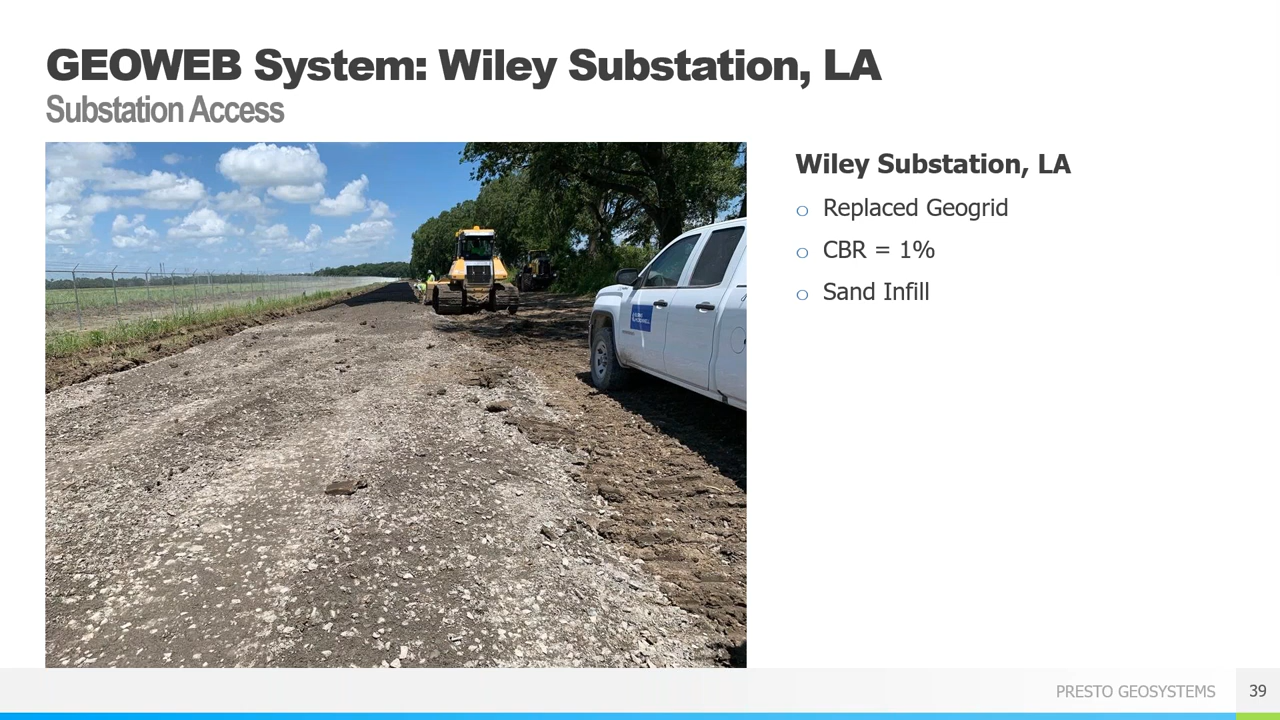 GEOWEB System: Wiley Substation, LA
Substation Access
Wiley Substation, LA
Replaced Geogrid
CBR = 1%
Sand Infill
PRESTO GEOSYSTEMS
39